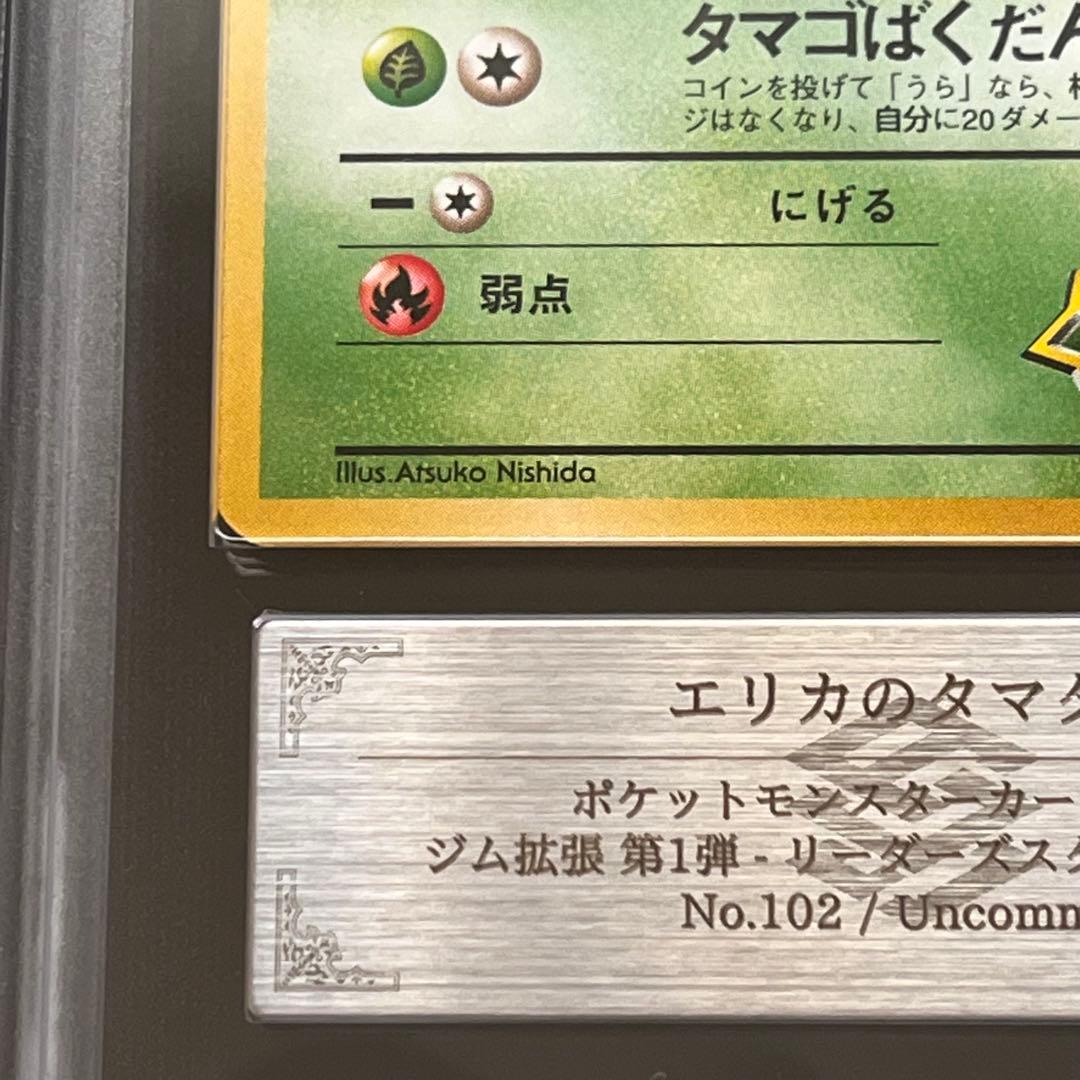 タマゴばくだ
コインを投げて「うら」なら、
ジはなくなり、自分に20ダメー
にげる
弱点
Illus.Atsuko Nishida
エリカのタマ
ポケットモンスターカー
ジム拡張 第1弾 - リーダーズス
No.102 / Uncomm